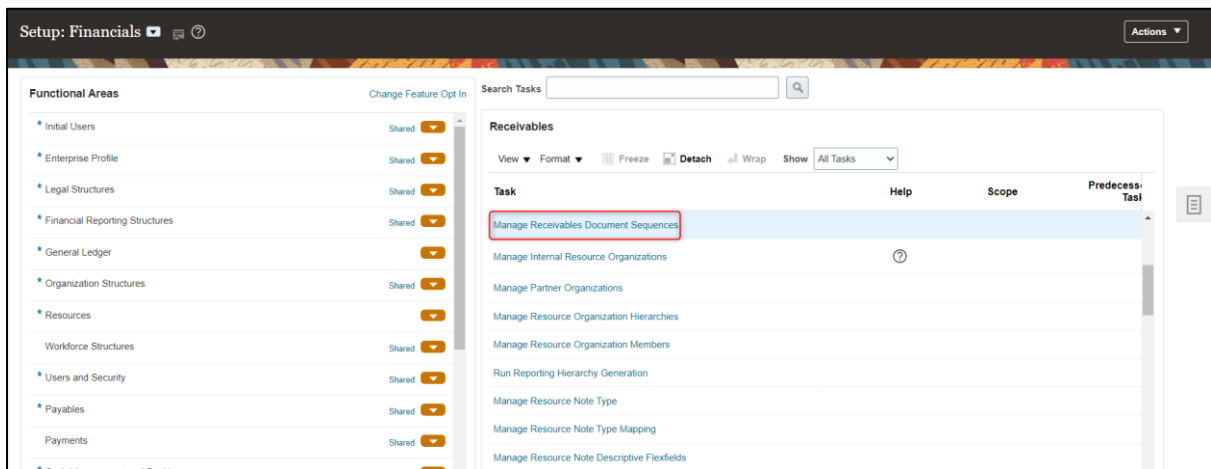 Setup: Financials
Actions
Functional Areas
Change Feature Opt In
* Initial Users Shared
* Enterprise Profile Shared
* Legal Structures Shared
* Financial Reporting Structures Shared
* General Ledger
* Organization Structures Shared
* Resources
Workforce Structures Shared
* Users and Security Shared
* Payables Shared
Payments Shared
Search Tasks
Receivables
View Format Freeze Detach Wrap Show All Tasks
Task Help Scope
Manage Receivables Document Sequences
Manage Internal Resource Organizations
Manage Partner Organizations
Manage Resource Organization Hierarchies
Manage Resource Organization Members
Run Reporting Hierarchy Generation
Manage Resource Note Type
Manage Resource Note Type Mapping
Manage Resource Note Descriptive Flexfields